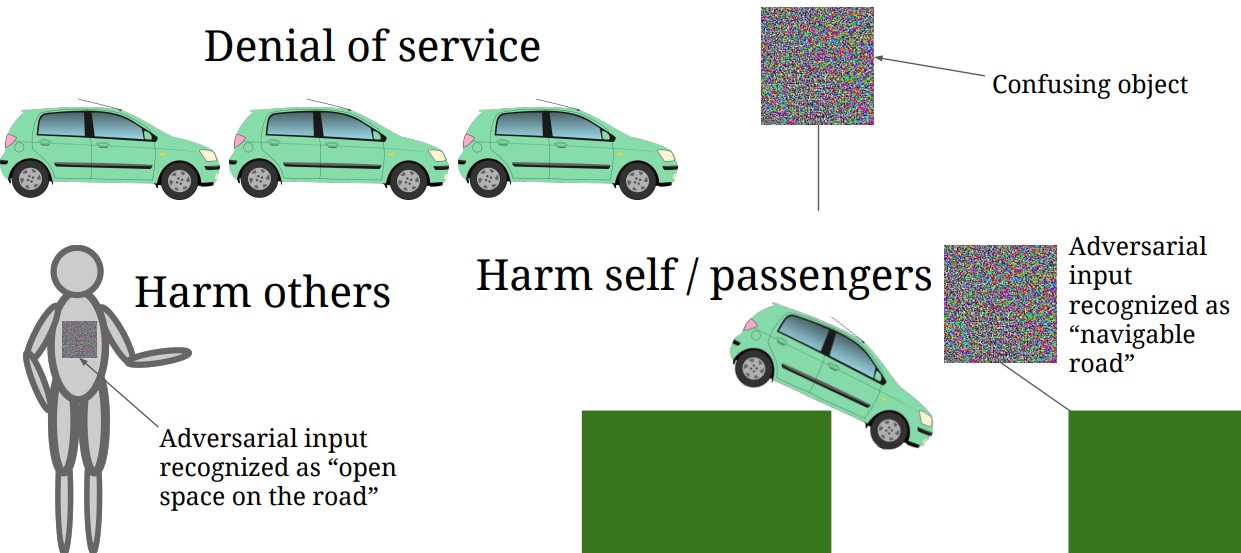 Denial of service
Confusing object
Harm others
Harm self / passengers
Adversarial
input
recognized as
“navigable
road”
Adversarial input
recognized as “open
space on the road”